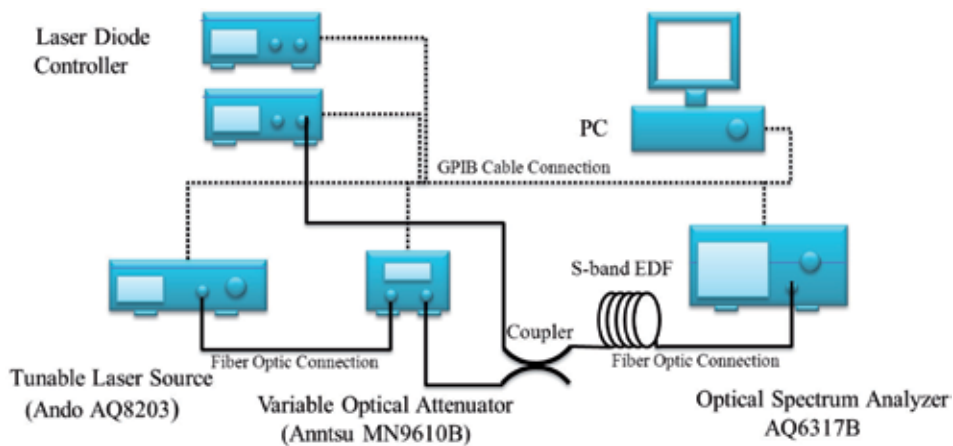 Laser Diode
Controller
PC
GPIB Cable Connection
S-band EDF
Coupler
Fiber Optic Connection
Fiber Optic Connection
Tunable Laser Source
(Ando AQ8203)
Variable Optical Attenuator
(Anntsu MN9610B)
Optical Spectrum Analyzer
AQ6317B